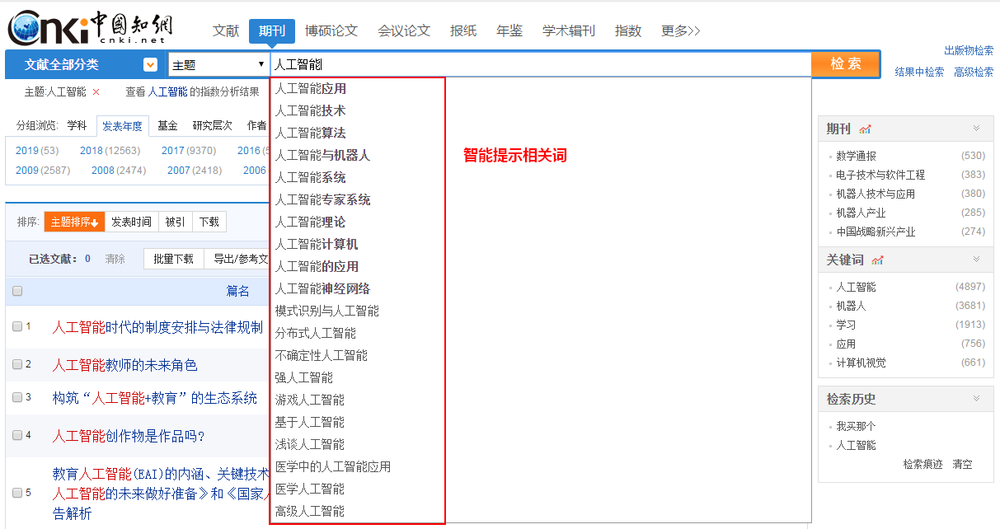 cnki 中国知网
cnki.net
文献 期刊 博硕论文 会议论文 报纸 年鉴 学术辑刊 指数 更多>>
文献全部分类 主题 人工智能 检索
出版物检索
结果中检索 高级检索
主题:人工智能 × 查看 人工智能 的指数分析结果
分组浏览: 学科 发表年度 基金 研究层次 作者
2019 (53) 2018 (12563) 2017 (9370) 2016
2009 (2587) 2008 (2474) 2007 (2418) 2006
排序: 主题排序↓ 发表时间 被引 下载
已选文献: 0 清除 批量下载 导出/参考文
篇名
1 人工智能时代的制度安排与法律规制
2 人工智能教师的未来角色
3 构筑“人工智能+教育”的生态系统
4 人工智能创作物是作品吗?
5 教育人工智能(EAI)的内涵、关键技术
人工智能的未来做好准备》和《国家
告解析
人工智能应用
人工智能技术
人工智能算法
人工智能与机器人
人工智能系统
人工智能专家系统
人工智能理论
人工智能计算机
人工智能的应用
人工智能神经网络
模式识别与人工智能
分布式人工智能
不确定性人工智能
强人工智能
游戏人工智能
基于人工智能
浅谈人工智能
医学中的人工智能应用
医学人工智能
高级人工智能
智能提示相关词
期刊
数学通报 (530)
电子技术与软件工程 (383)
机器人技术与应用 (380)
机器人产业 (285)
中国战略新兴产业 (274)
关键词
人工智能 (4897)
机器人 (3681)
学习 (1913)
应用 (756)
计算机视觉 (661)
检索历史
我买那个
人工智能
检索痕迹 清空